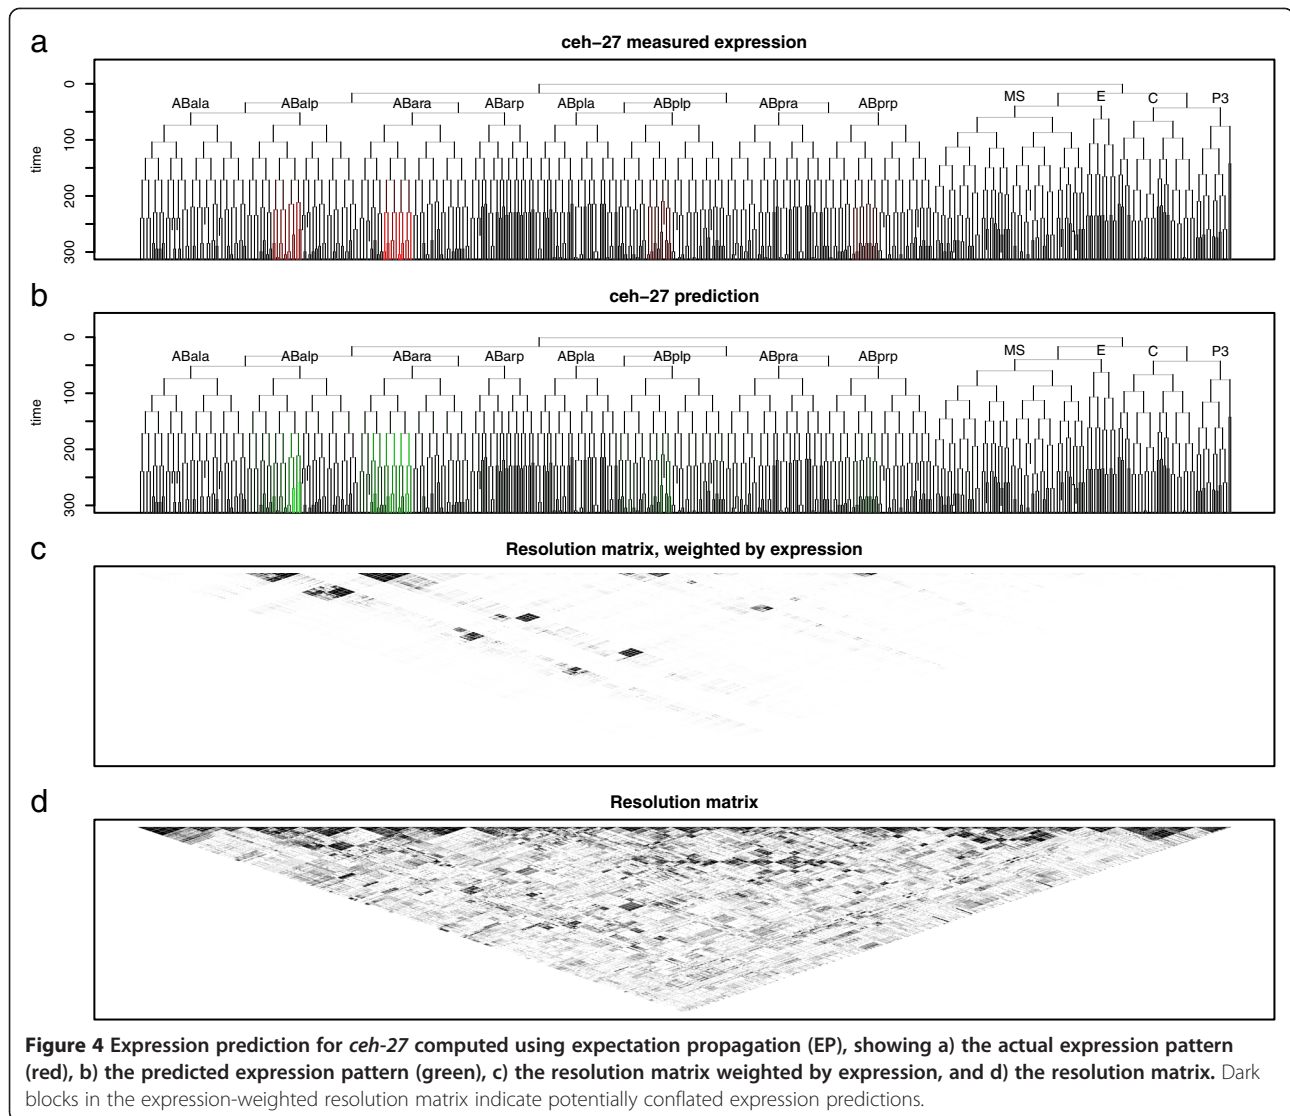 a
ceh−27 measured expression
time
0
100
200
300
ABala
ABalp
ABara
ABarp
ABpla
ABplp
ABpra
ABprp
MS
E
C
P3
b
ceh−27 prediction
time
0
100
200
300
ABala
ABalp
ABara
ABarp
ABpla
ABplp
ABpra
ABprp
MS
E
C
P3
c
Resolution matrix, weighted by expression
d
Resolution matrix
Figure 4 Expression prediction for ceh-27 computed using expectation propagation (EP), showing a) the actual expression pattern
(red), b) the predicted expression pattern (green), c) the resolution matrix weighted by expression, and d) the resolution matrix. Dark
blocks in the expression-weighted resolution matrix indicate potentially conflated expression predictions.